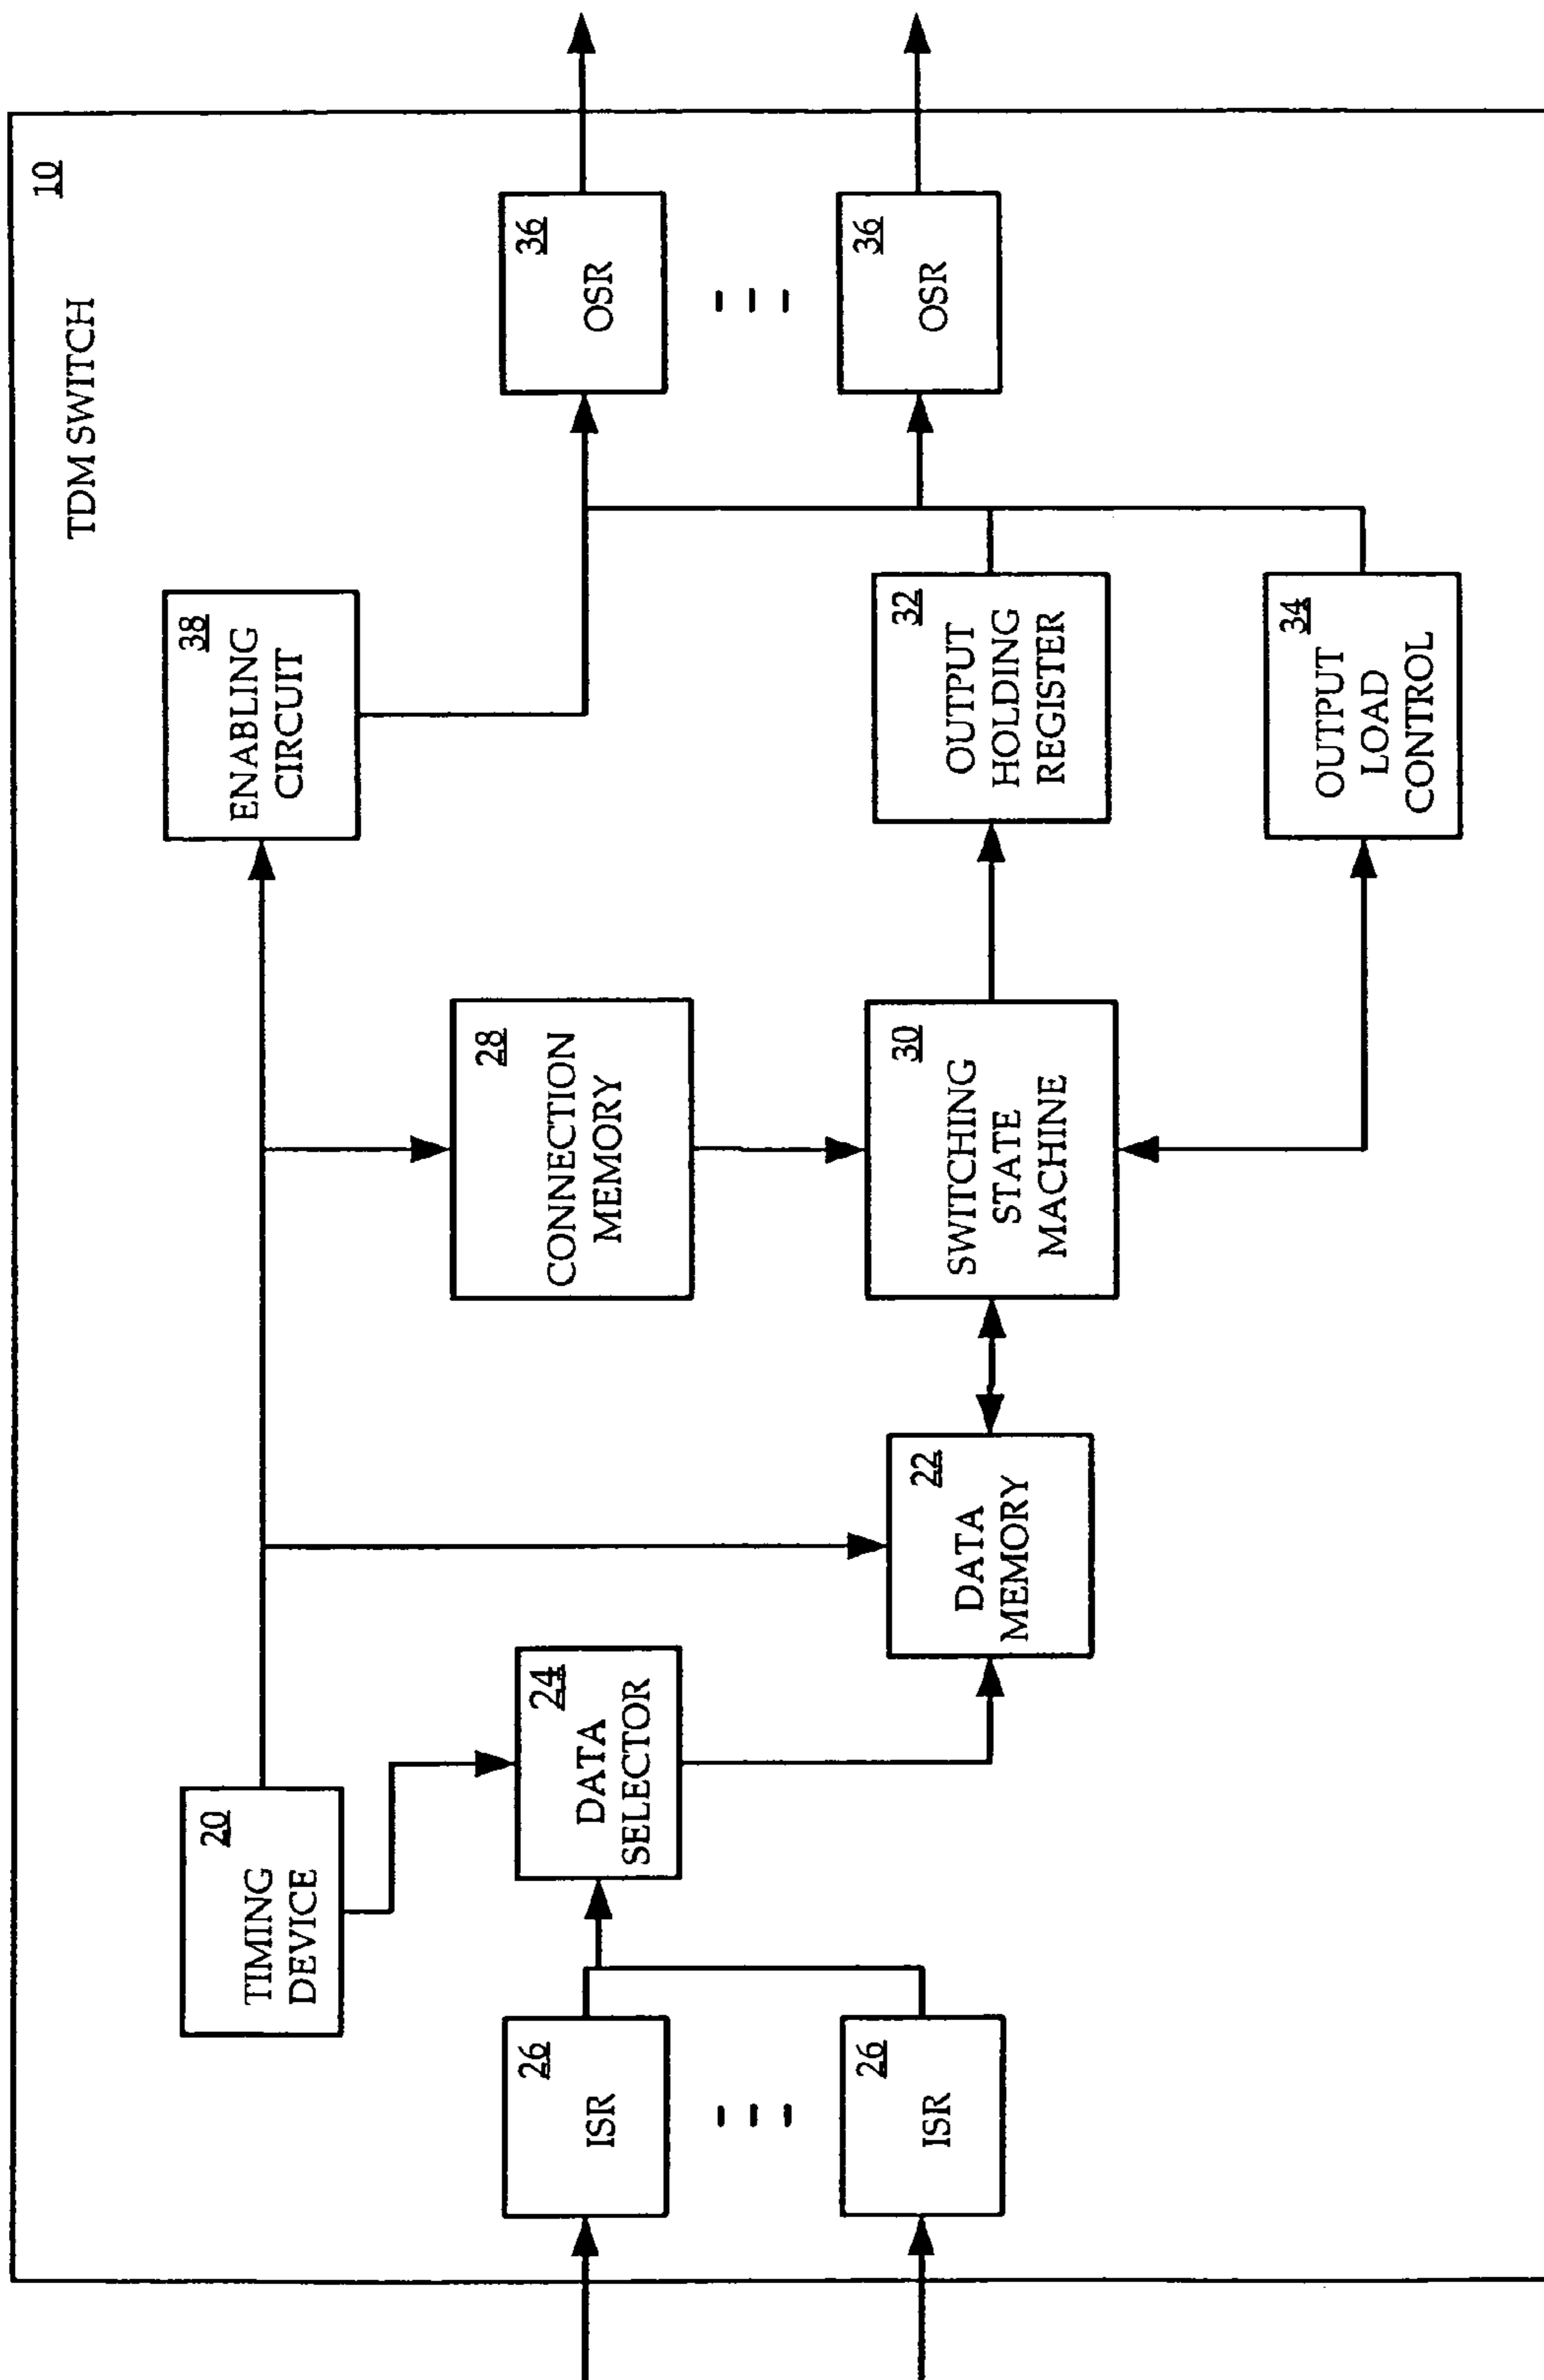 10
TDM SWITCH
20
TIMING
DEVICE
38
ENABLING
CIRCUIT
26
ISR
24
DATA
SELECTOR
28
CONNECTION
MEMORY
36
OSR
26
ISR
22
DATA
MEMORY
30
SWITCHING
STATE
MACHINE
32
OUTPUT
HOLDING
REGISTER
36
OSR
34
OUTPUT
LOAD
CONTROL